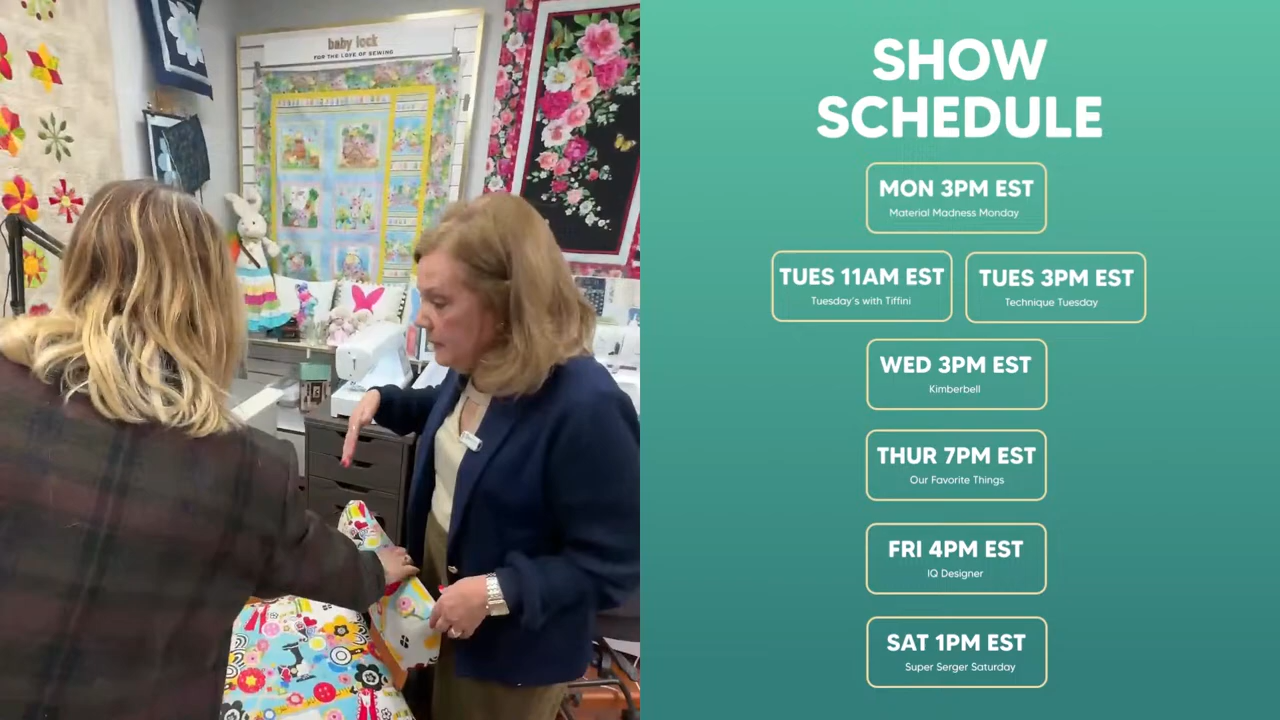 baby lock
FOR THE LOVE OF SEWING
SHOW
SCHEDULE
MON 3PM EST
Material Madness Monday
TUES 11AM EST
Tuesday's with Tiffini
TUES 3PM EST
Technique Tuesday
WED 3PM EST
Kimberbell
THUR 7PM EST
Our Favorite Things
FRI 4PM EST
IQ Designer
SAT 1PM EST
Super Serger Saturday